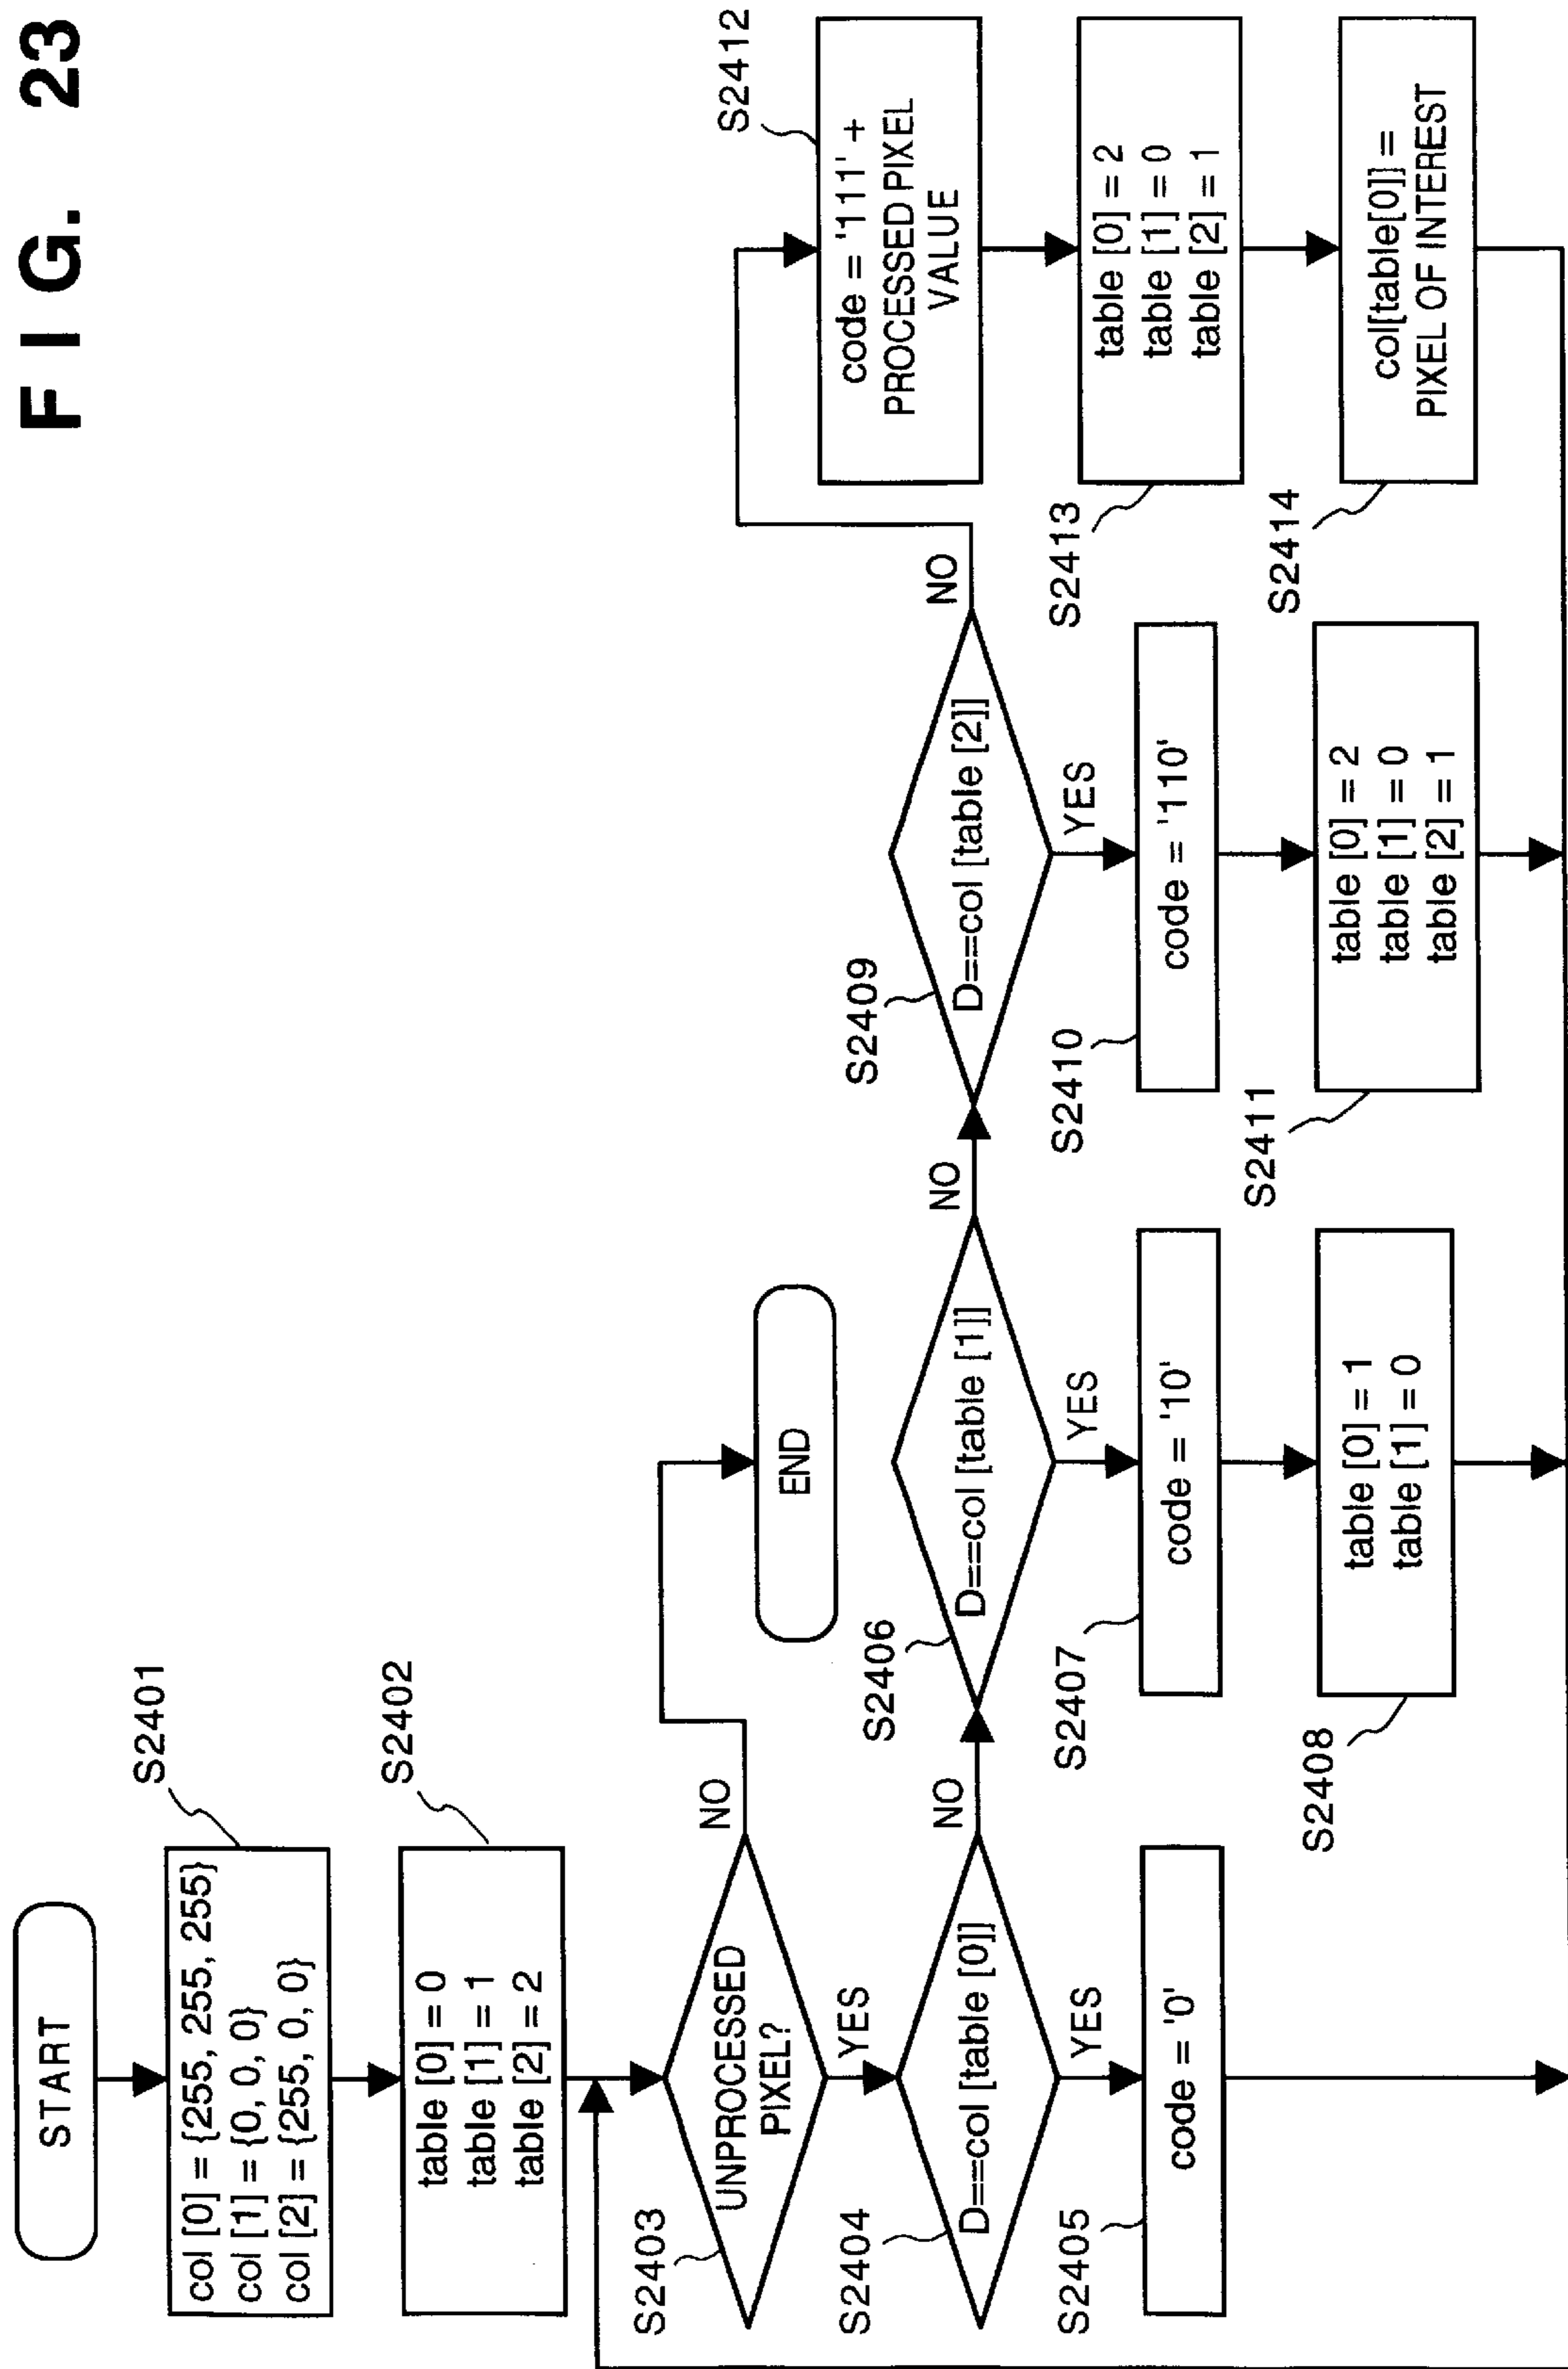 F I G. 23
START
S2401
col [0] = {255, 255, 255}
col [1] = {0, 0, 0}
col [2] = {255, 0, 0}
S2402
table [0] = 0
table [1] = 1
table [2] = 2
S2403
UNPROCESSED
PIXEL?
NO
END
YES
S2404
D==col [table [0]]
NO
YES
S2405
code = '0'
S2406
D==col [table [1]]
NO
YES
S2407
code = '10'
S2408
table [0] = 1
table [1] = 0
S2409
D==col [table [2]]
NO
YES
S2410
code = '110'
S2411
table [0] = 2
table [1] = 0
table [2] = 1
S2412
code = '111' +
PROCESSED PIXEL
VALUE
S2413
table [0] = 2
table [1] = 0
table [2] = 1
S2414
col[table[0]] =
PIXEL OF INTEREST